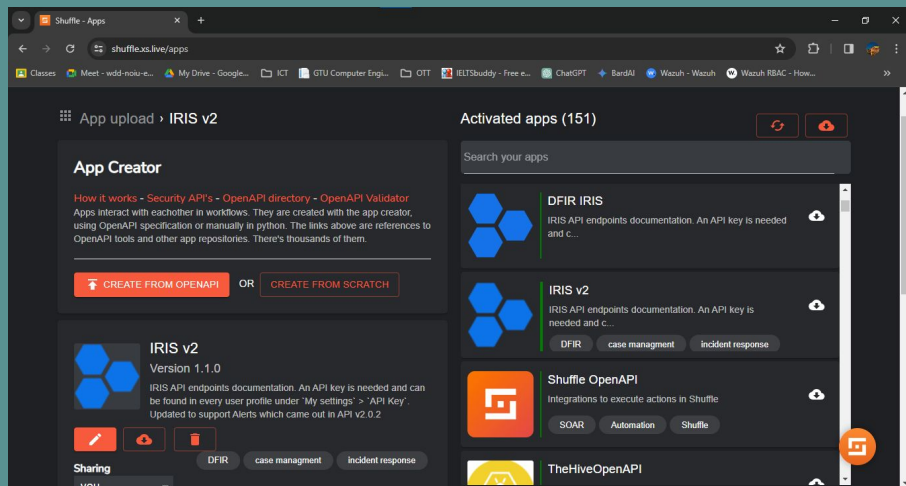 Shuffle - Apps
shuffle.xs.live/apps
Classes
Meet - wdd-noiu-e...
My Drive - Google...
ICT
GTU Computer Engi...
OTT
IELTSbuddy - Free e...
ChatGPT
BardAI
Wazuh - Wazuh
Wazuh RBAC - How...
App upload › IRIS v2
App Creator
How it works - Security API's - OpenAPI directory - OpenAPI Validator
Apps interact with eachother in workflows. They are created with the app creator,
using OpenAPI specification or manually in python. The links above are references to
OpenAPI tools and other app repositories. There's thousands of them.
CREATE FROM OPENAPI OR CREATE FROM SCRATCH
IRIS v2
Version 1.1.0
IRIS API endpoints documentation. An API key is needed and can
be found in every user profile under `My settings` > `API Key`.
Updated to support Alerts which came out in API v2.0.2
DFIR case managment incident response
Sharing
YOU
Activated apps (151)
Search your apps
DFIR IRIS
IRIS API endpoints documentation. An API key is needed
and c...
IRIS v2
IRIS API endpoints documentation. An API key is
needed and c...
DFIR case managment incident response
Shuffle OpenAPI
Integrations to execute actions in Shuffle
SOAR Automation Shuffle
TheHiveOpenAPI